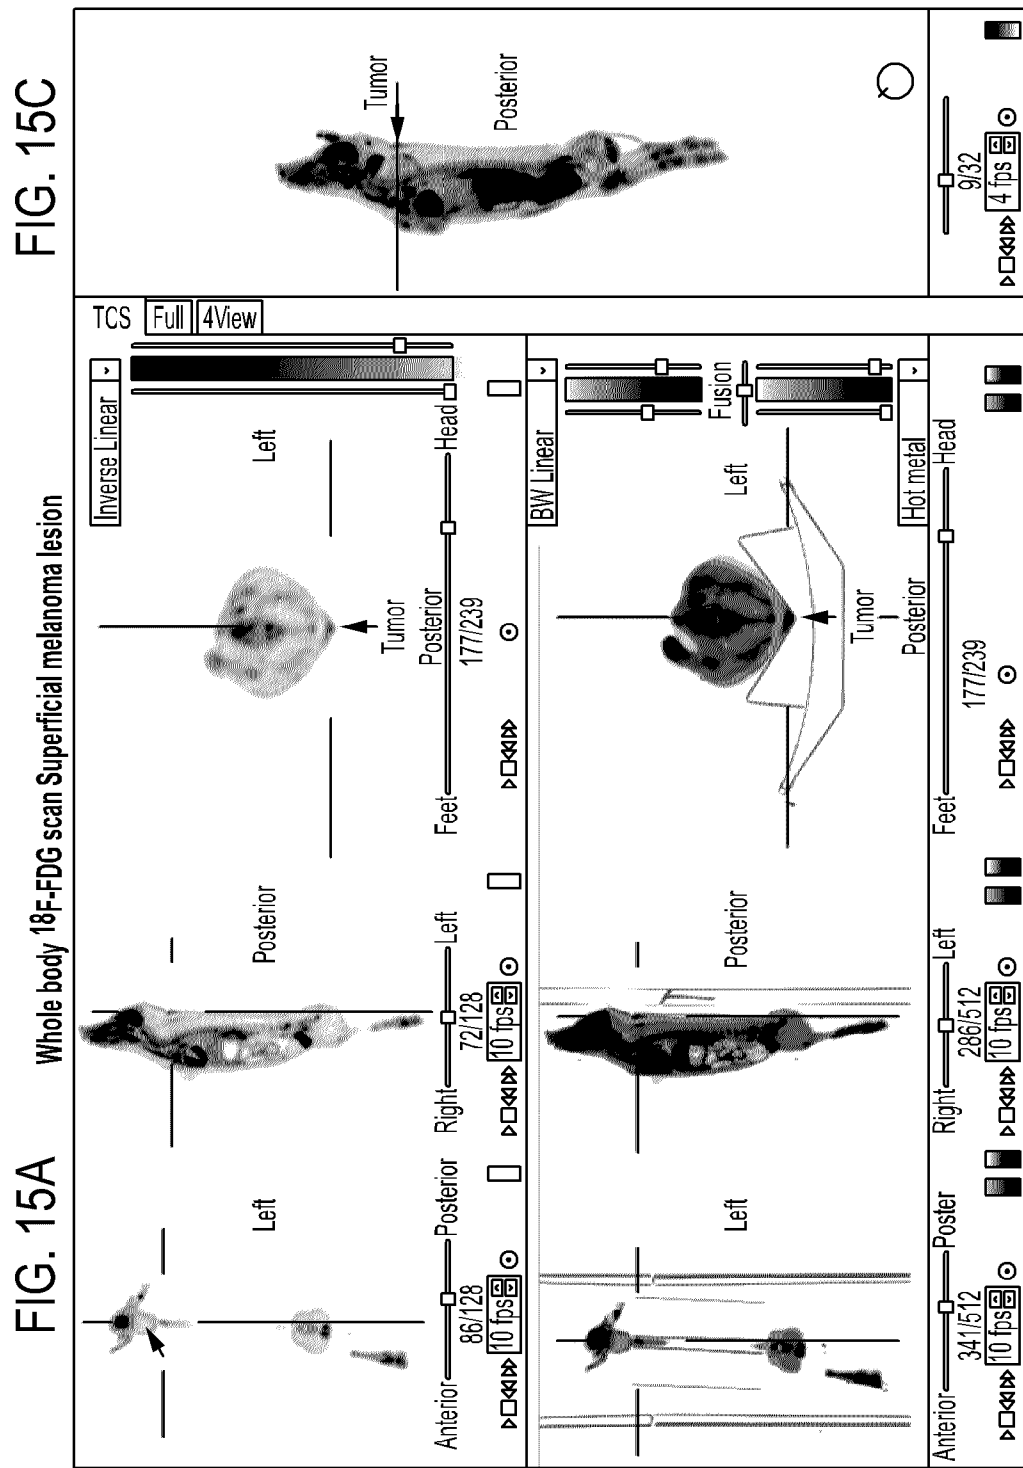 FIG. 15A
FIG. 15C
Whole body 18F-FDG scan Superficial melanoma lesion
TCS
Full
4View
Left
Anterior
Posterior
86/128
10 fps
Posterior
Right
Left
72/128
10 fps
Inverse Linear
Left
Tumor
Posterior
Feet
Head
177/239
Left
Anterior
Poster
341/512
10 fps
Posterior
Right
Left
286/512
10 fps
BW Linear
Fusion
Hot metal
Left
Tumor
Posterior
Feet
Head
177/239
Tumor
Posterior
9/32
4 fps